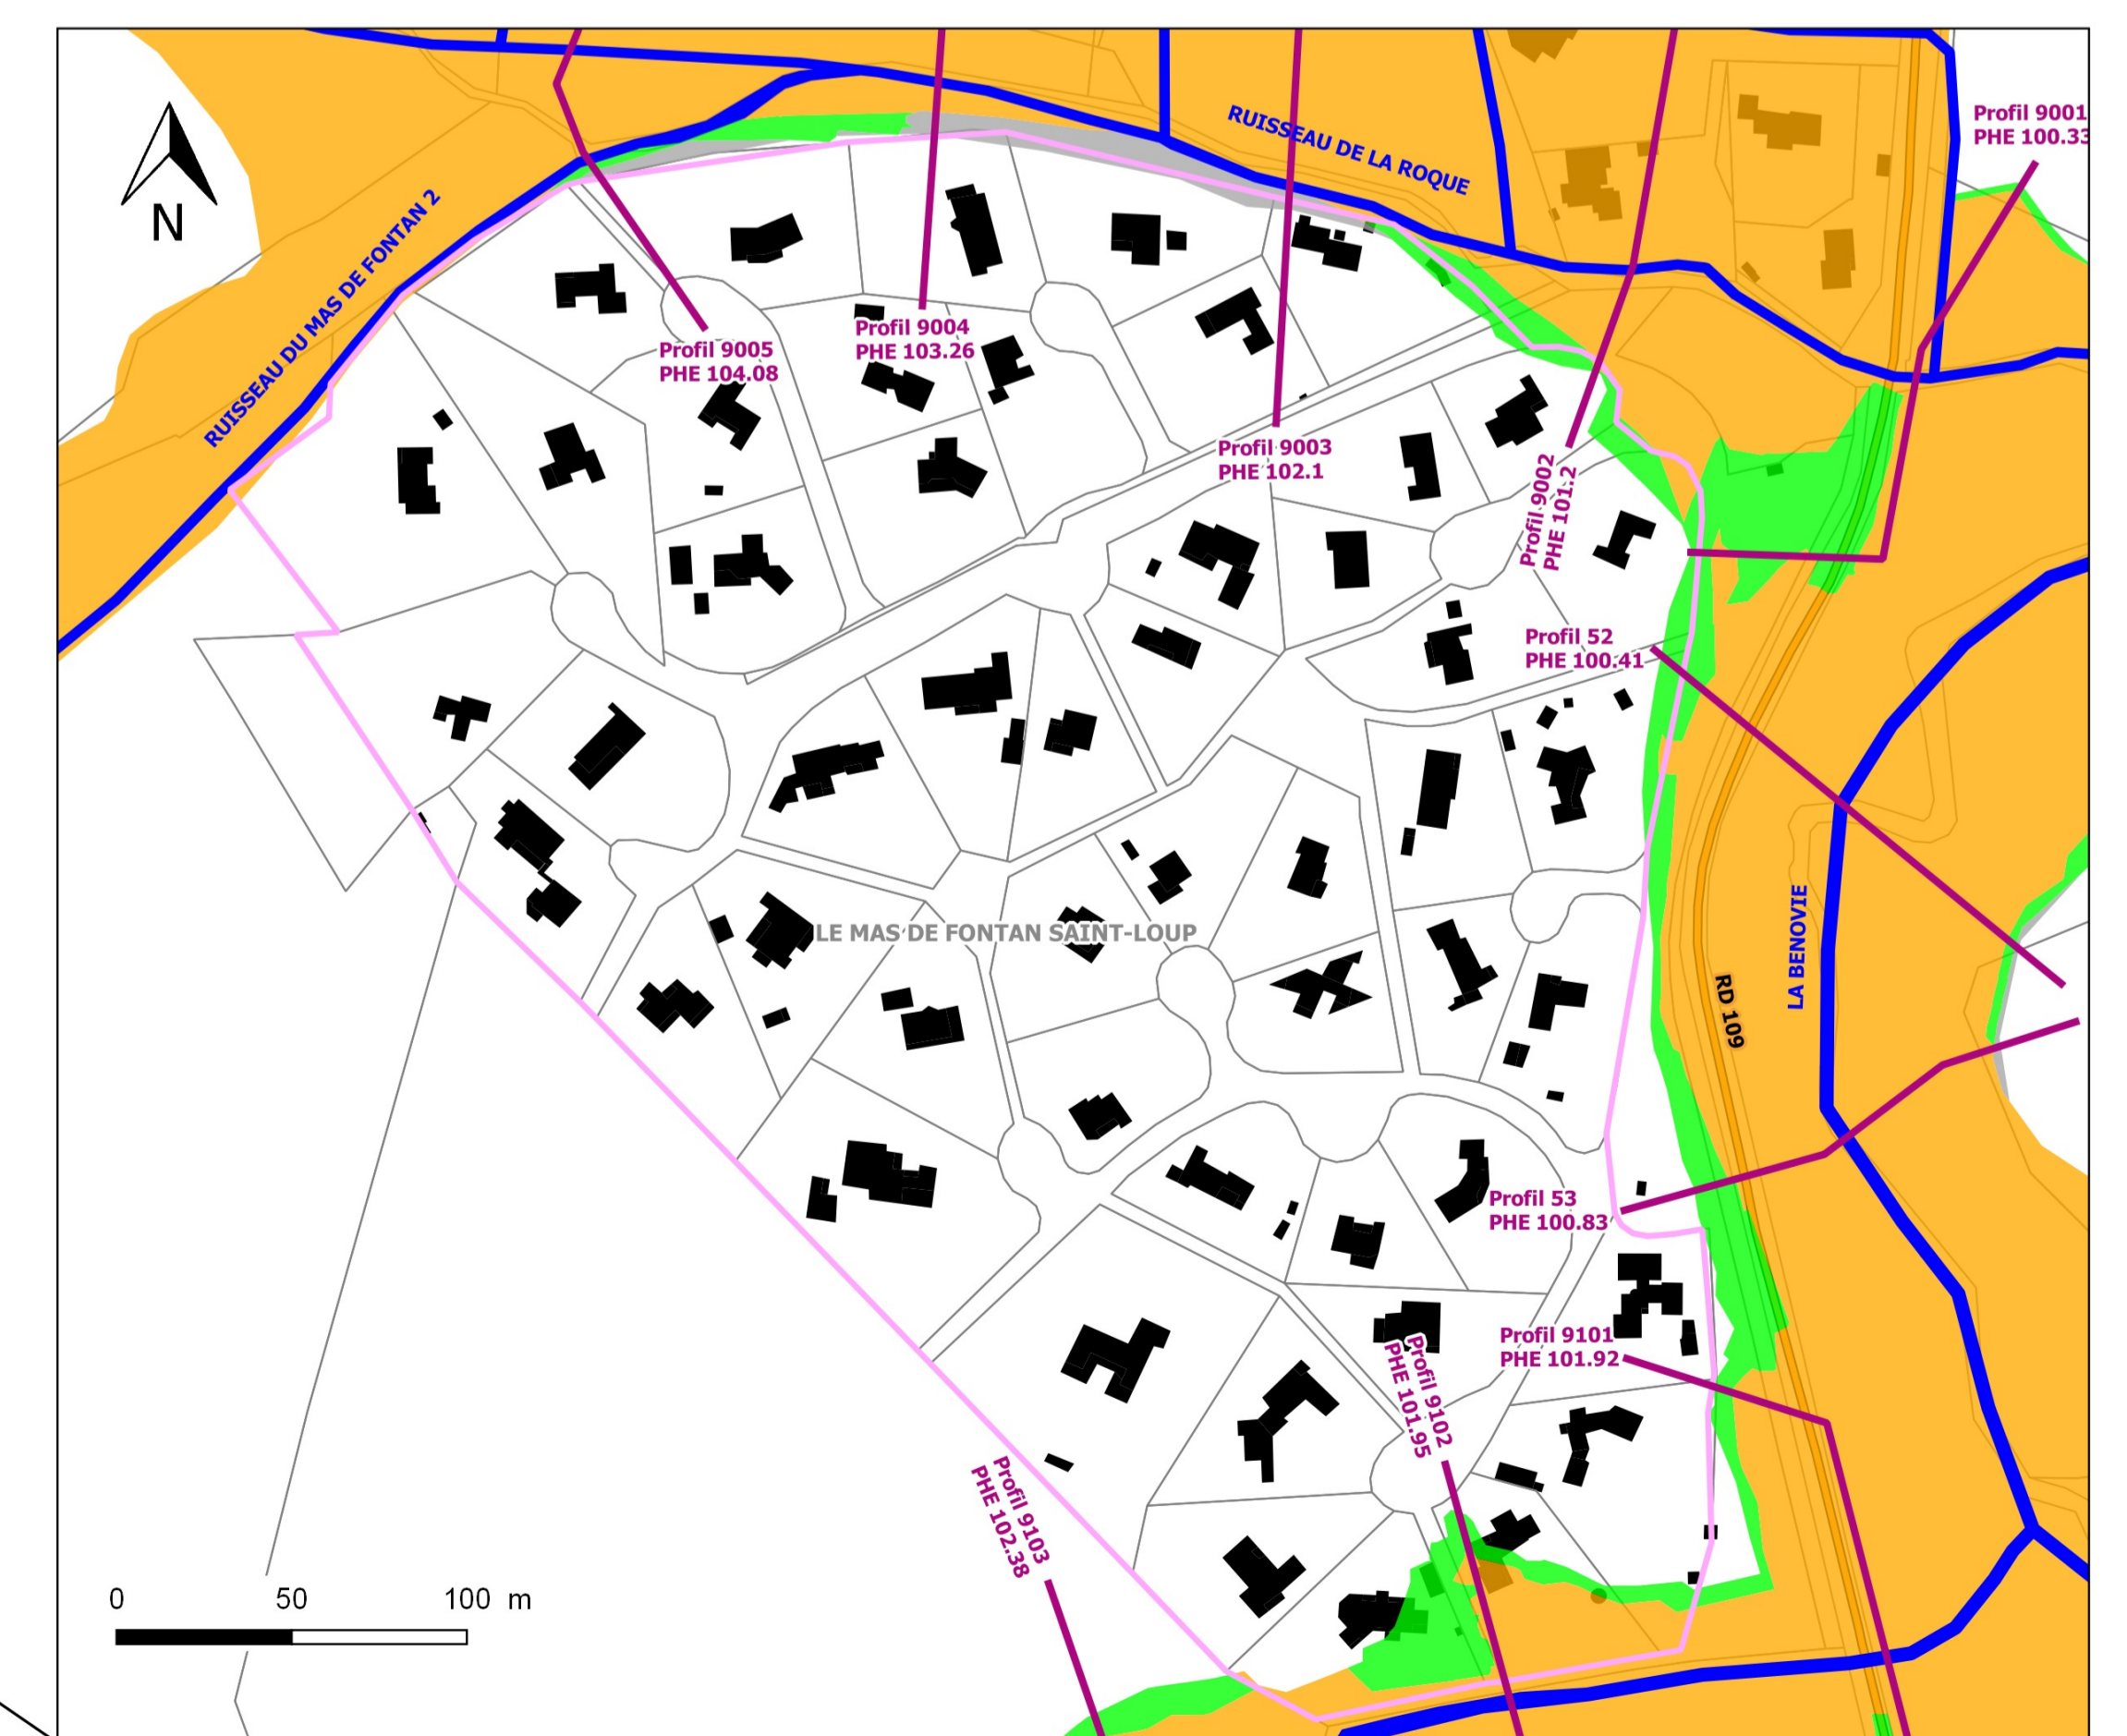 Profil 9001
PHE 100.33
RUISSEAU DE LA ROQUE
N
RUISSEAU DU MAS DE FONTAN 2
Profil 9004
PHE 103.26
Profil 9005
PHE 104.08
Profil 9003
PHE 102.1
Profil 9002
PHE 101.2
Profil 52
PHE 100.41
LE MAS DE FONTAN SAINT-LOUP
LA BENOVIE
RD 109
Profil 53
PHE 100.83
Profil 9101
PHE 101.92
Profil 9102
PHE 101.95
Profil 9103
PHE 102.38
0 50 100 m